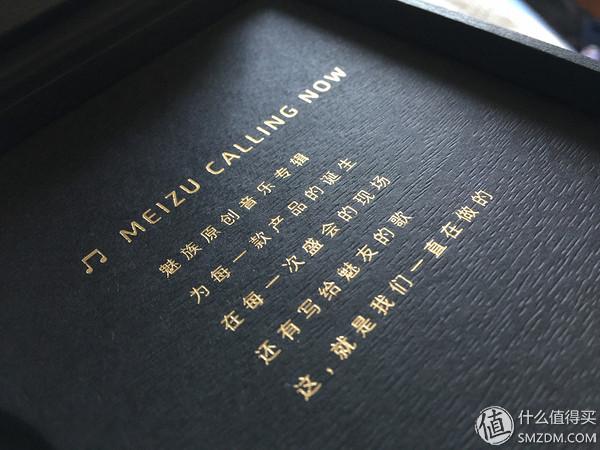 ♫ MEIZU CALLING NOW
魅族原创音乐专辑
为每一款产品的诞生
在每一次盛会的现场
还有写给魅友的歌
这，就是我们一直在做的
值 什么值得买
SMZDM.COM